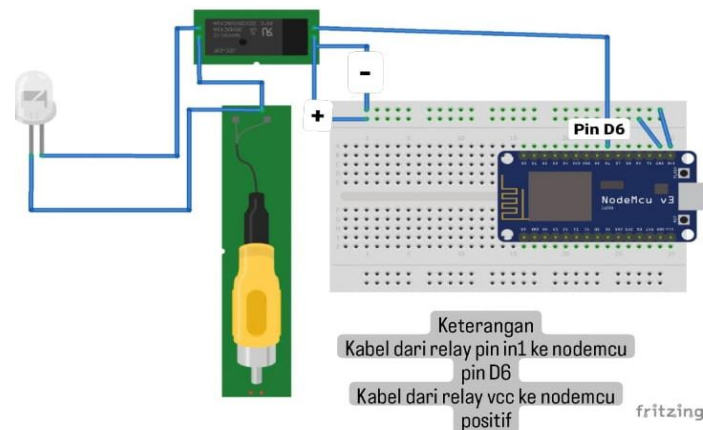 -
+
Pin D6
NodeMcu v3
Keterangan
Kabel dari relay pin in1 ke nodemcu
pin D6
Kabel dari relay vcc ke nodemcu
positif
fritzing